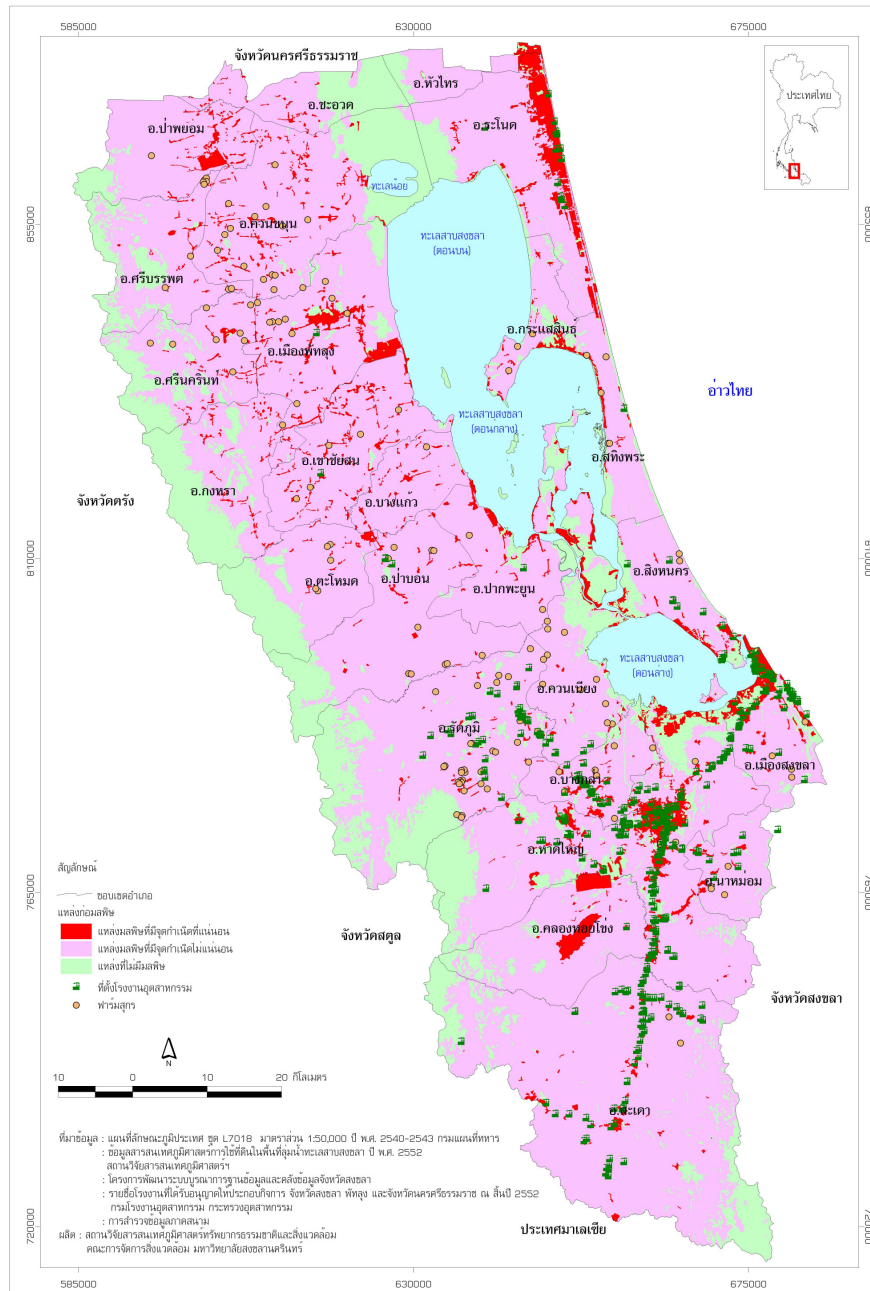 585000
630000
675000
จังหวัดนครศรีธรรมราช
อ.หัวไทร
อ.ชะอวด
อ.ป่าพยอม
อ.ระโนด
ประเทศไทย
ทะเลน้อย
855000
855000
อ.ควนขนุน
ทะเลสาบสงขลา
(ตอนบน)
อ.ศรีบรรพต
อ.กระแสสินธุ์
อ.เมืองพัทลุง
อ.ศรีนครินท์
อ่าวไทย
ทะเลสาบสงขลา
(ตอนกลาง)
อ.สทิงพระ
อ.เขาชัยสน
อ.กงหรา
จังหวัดตรัง
อ.บางแก้ว
810000
810000
อ.สิงหนคร
อ.ตะโหมด
อ.ป่าบอน
อ.ปากพะยูน
ทะเลสาบสงขลา
(ตอนล่าง)
อ.ควนเนียง
อ.รัตภูมิ
อ.เมืองสงขลา
อ.บางกล่ำ
อ.หาดใหญ่
สัญลักษณ์
อ.นาหม่อม
765000
765000
ขอบเขตอำเภอ
แหล่งก่อมลพิษ
อ.คลองหอยโข่ง
แหล่งมลพิษที่มีจุดกำเนิดที่แน่นอน
จังหวัดสตูล
แหล่งมลพิษที่มีจุดกำเนิดไม่แน่นอน
แหล่งที่ไม่มีมลพิษ
ที่ตั้งโรงงานอุตสาหกรรม
จังหวัดสงขลา
ฟาร์มสุกร
N
10 0 10 20 กิโลเมตร
อ.สะเดา
ที่มาข้อมูล : แผนที่ลักษณะภูมิประเทศ ชุด L7018 มาตราส่วน 1:50,000 ปี พ.ศ. 2540-2543 กรมแผนที่ทหาร
: ข้อมูลสารสนเทศภูมิศาสตร์การใช้ที่ดินในพื้นที่ลุ่มน้ำทะเลสาบสงขลา ปี พ.ศ. 2552
สถานวิจัยสารสนเทศภูมิศาสตร์ฯ
: โครงการพัฒนาระบบบูรณาการฐานข้อมูลและคลังข้อมูลจังหวัดสงขลา
: รายชื่อโรงงานที่ได้รับอนุญาตให้ประกอบกิจการ จังหวัดสงขลา พัทลุง และจังหวัดนครศรีธรรมราช ณ สิ้นปี 2552
กรมโรงงานอุตสาหกรรม กระทรวงอุตสาหกรรม
: การสำรวจข้อมูลภาคสนาม
720000
720000
ประเทศมาเลเซีย
ผลิต : สถานวิจัยสารสนเทศภูมิศาสตร์ทรัพยากรธรรมชาติและสิ่งแวดล้อม
คณะการจัดการสิ่งแวดล้อม มหาวิทยาลัยสงขลานครินทร์
585000
630000
675000